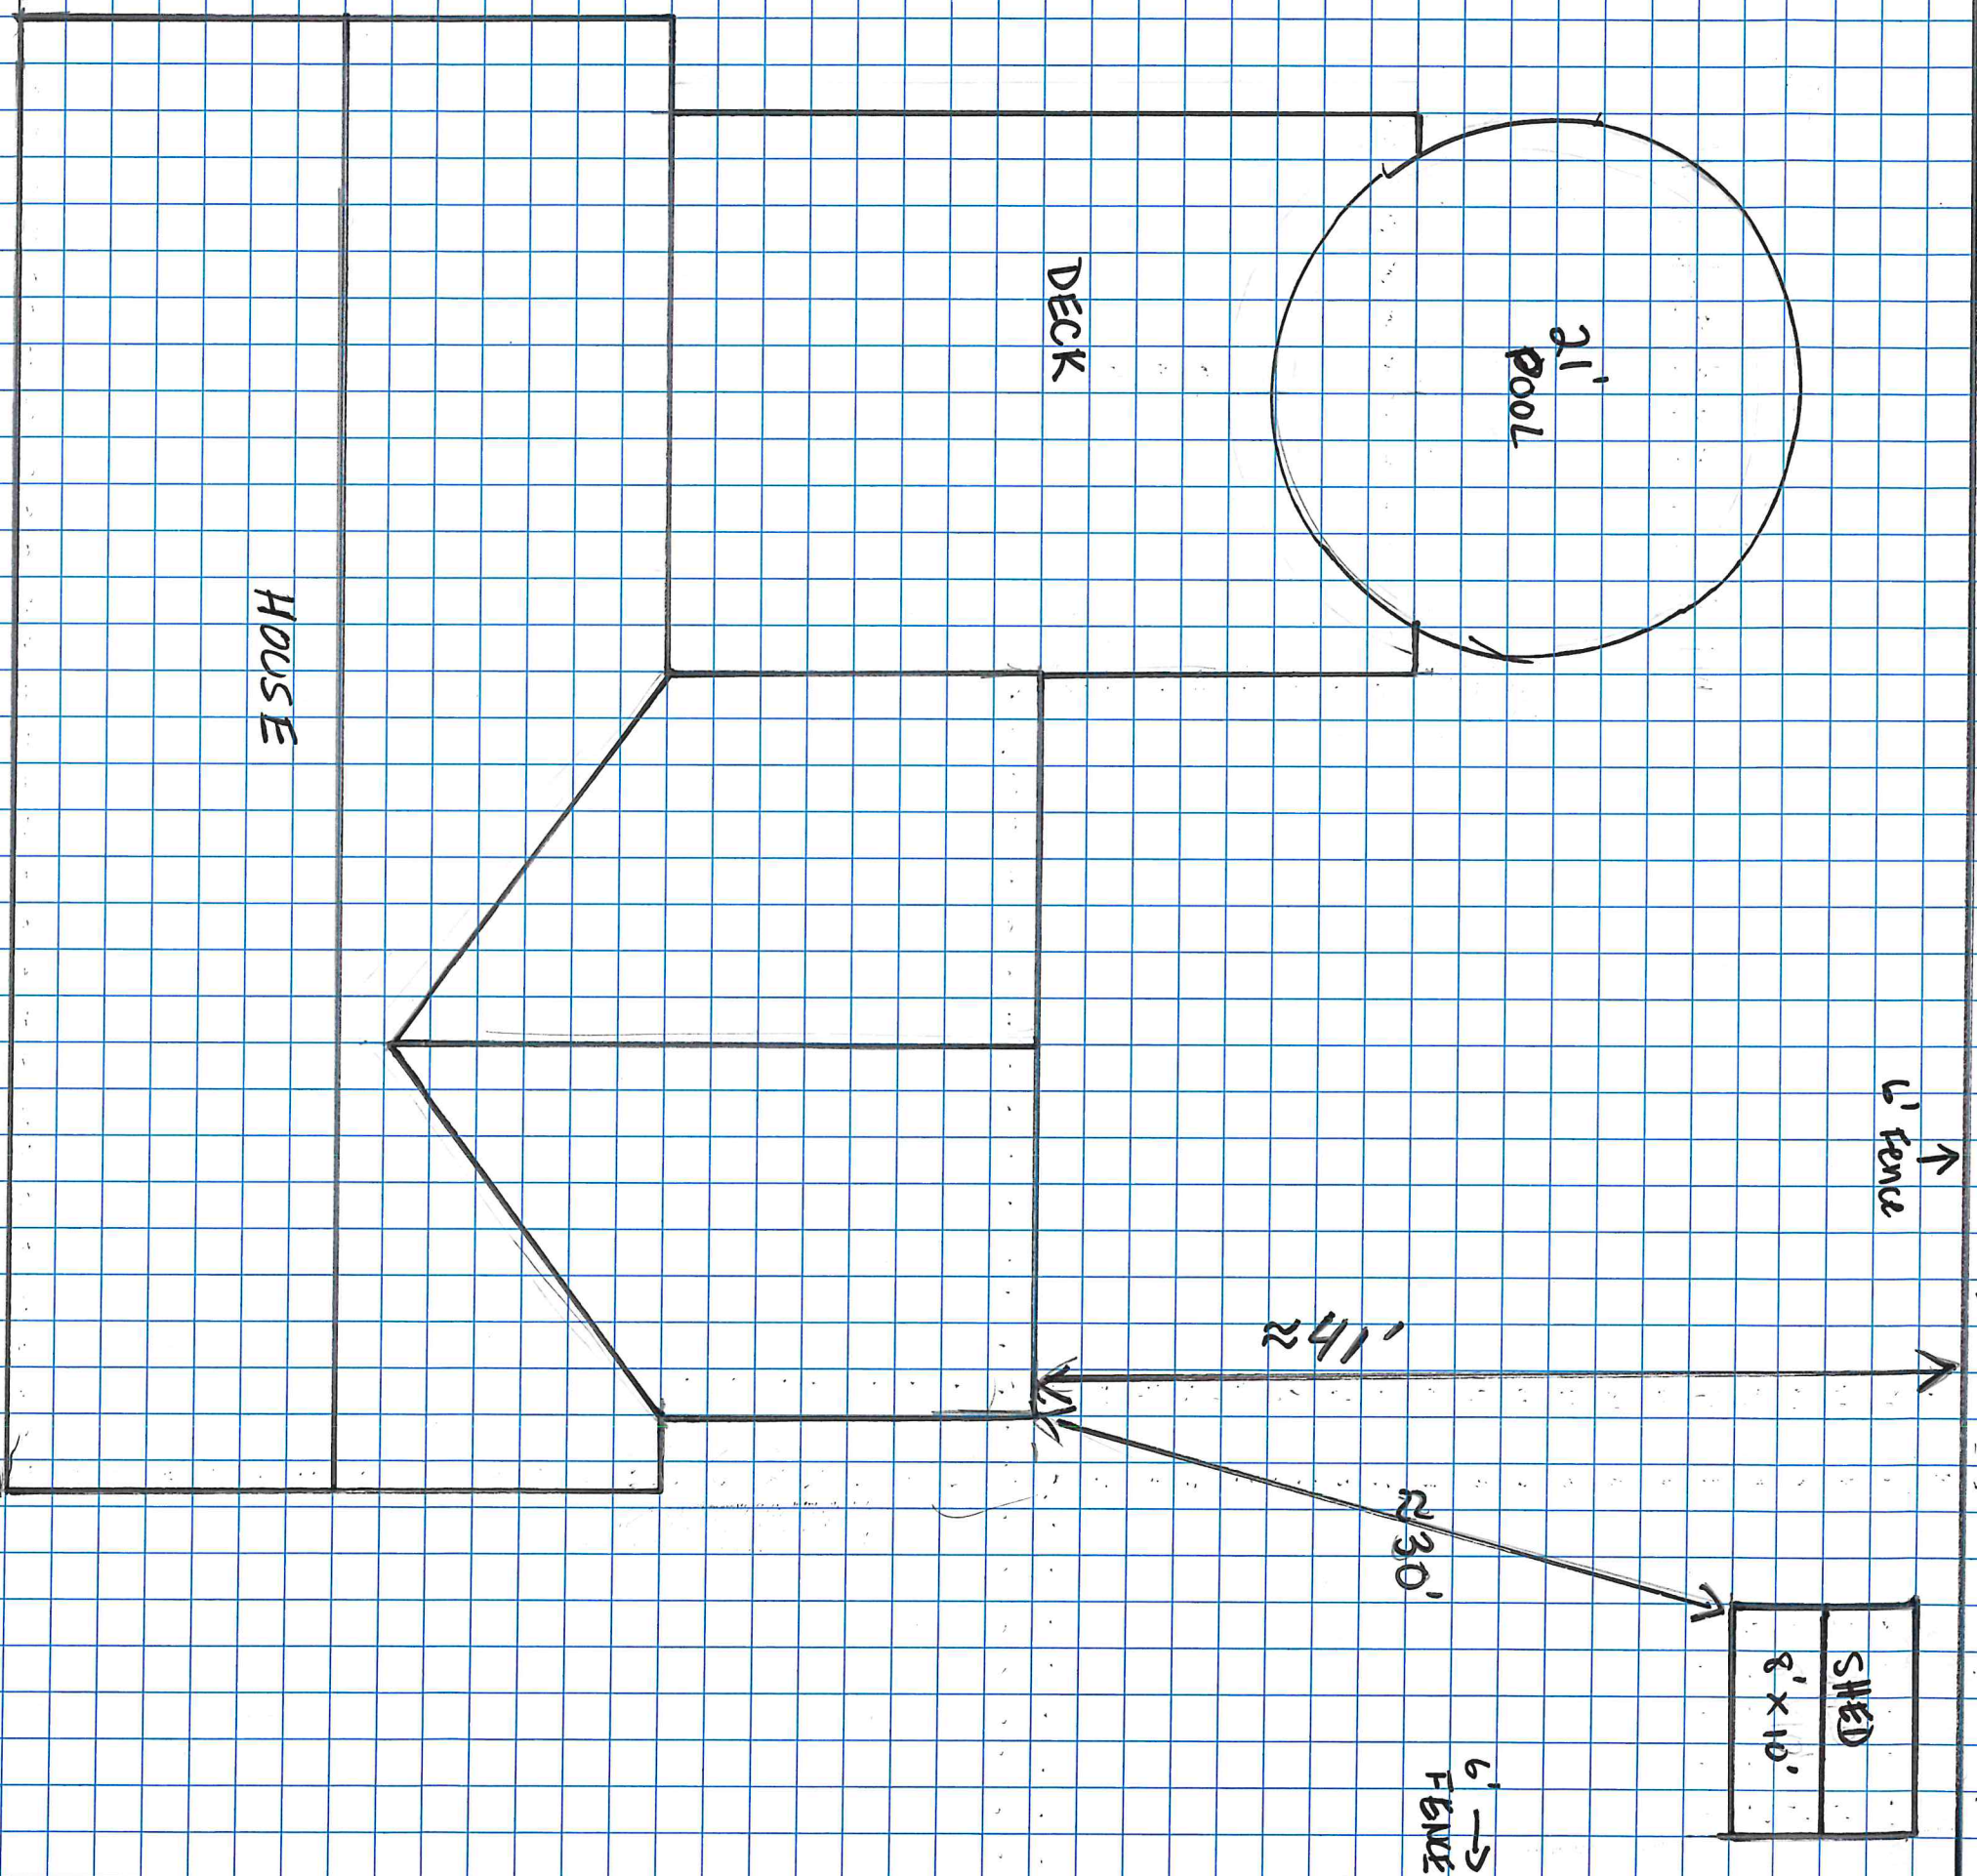 6' Fence
↑
SHED
8' x 10'
21'
POOL
6' →
FENCE
≈ 30'
≈41'
DECK
HOUSE